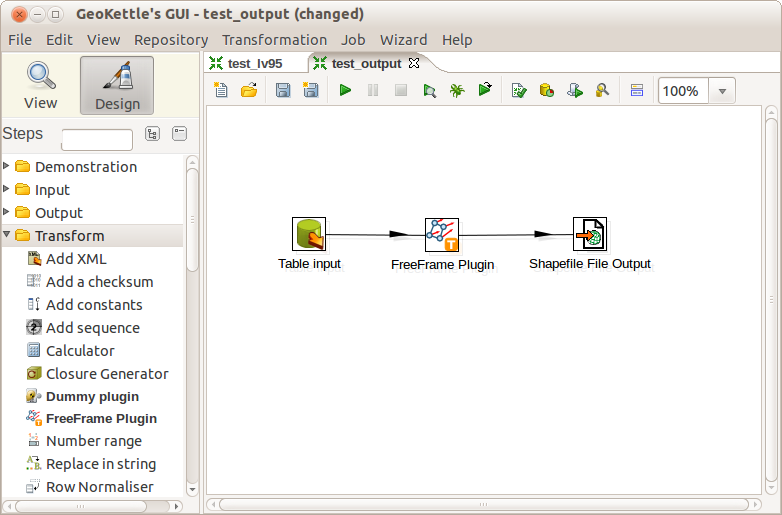 GeoKettle's GUI - test_output (changed)
File Edit View Repository Transformation Job Wizard Help
View
Design
test_lv95
test_output
100%
Steps
Demonstration
Input
Output
Transform
Add XML
Add a checksum
Add constants
Add sequence
Calculator
Closure Generator
Dummy plugin
FreeFrame Plugin
Number range
Replace in string
Row Normaliser
Table input
FreeFrame Plugin
Shapefile File Output